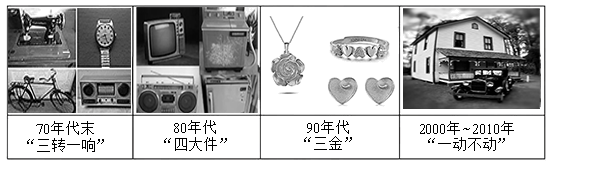 70年代末
“三转一响”
80年代
“四大件”
90年代
“三金”
2000年~2010年
“一动不动”